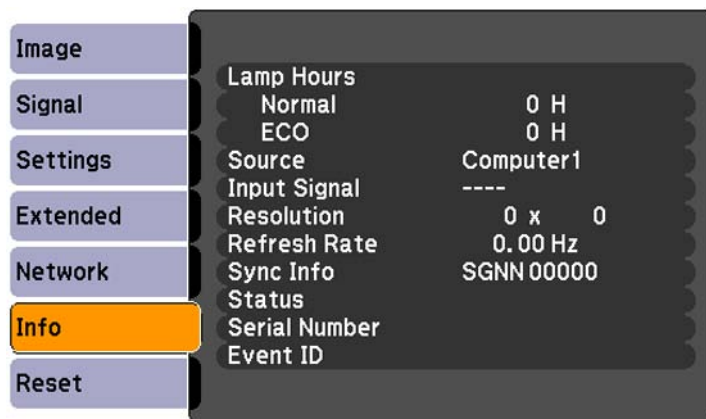 Image
Signal
Settings
Extended
Network
Info
Reset
Lamp Hours
Normal 0 H
ECO 0 H
Source Computer1
Input Signal ----
Resolution 0 x 0
Refresh Rate 0.00 Hz
Sync Info SGNN 00000
Status
Serial Number
Event ID